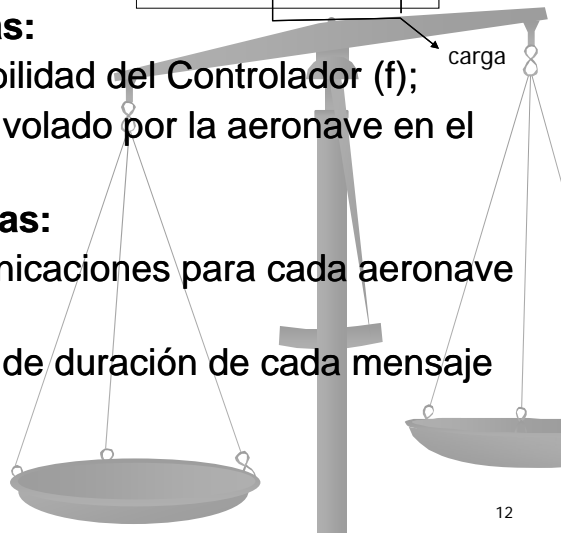 as:
carga
bilidad del Controlador (f);
volado por la aeronave en el
as:
nicaciones para cada aeronave
de duración de cada mensaje
12